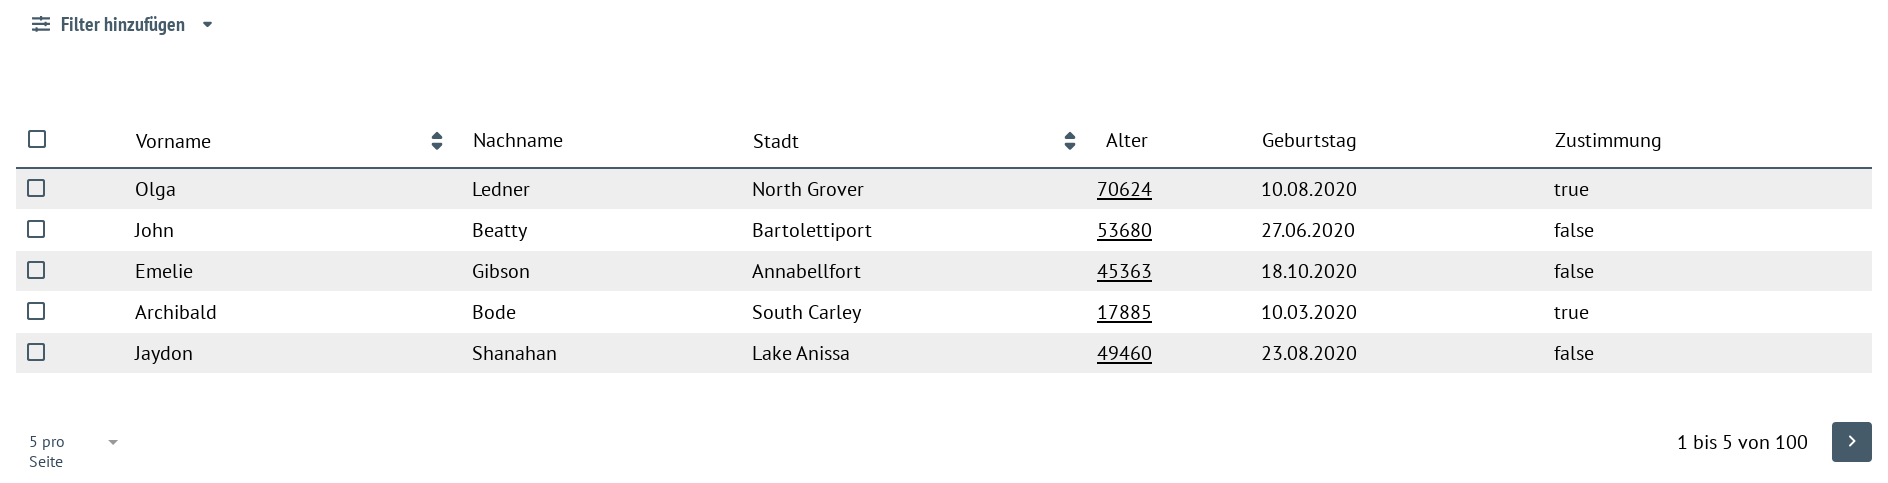 Filter hinzufügen
Vorname Nachname Stadt Alter Geburtstag Zustimmung
Olga Ledner North Grover 70624 10.08.2020 true
John Beatty Bartolettiport 53680 27.06.2020 false
Emelie Gibson Annabellfort 45363 18.10.2020 false
Archibald Bode South Carley 17885 10.03.2020 true
Jaydon Shanahan Lake Anissa 49460 23.08.2020 false
5 pro
Seite
1 bis 5 von 100